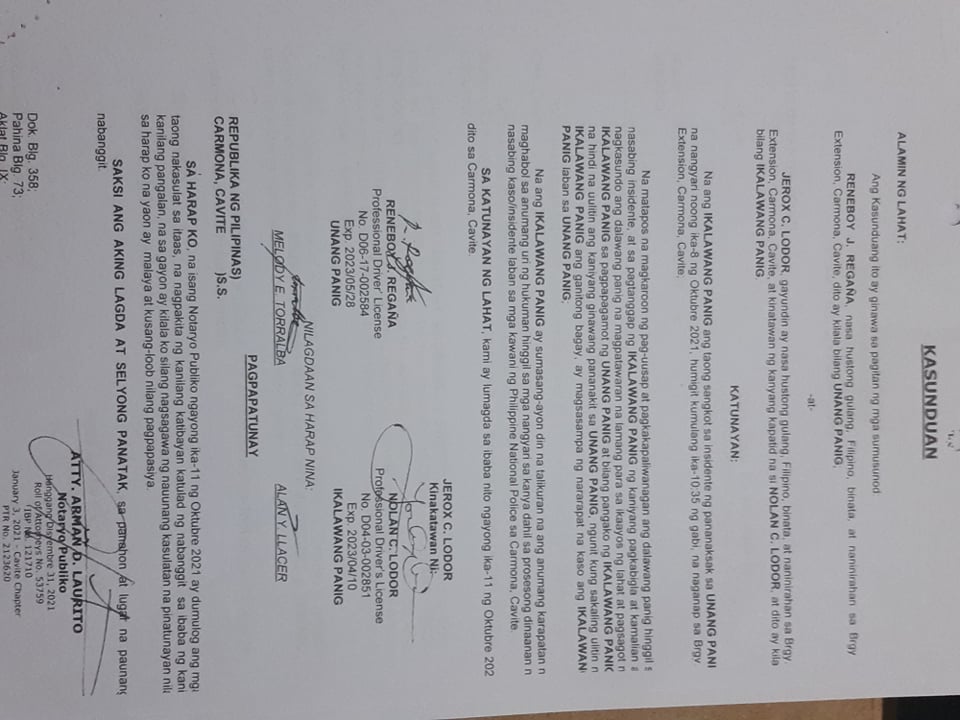 KASUNDUAN
ALAMIN NG LAHAT:
Ang Kasunduang ito ay ginawa sa pagitan ng mga sumusunod:
RENEBOY J. REGAÑA, nasa hustong gulang, Filipino, binata, at naninirahan sa Brgy.
Extension, Carmona, Cavite, dito ay kilala bilang UNANG PANIG;
-at-
JEROX C. LODOR, gayundin ay nasa hustong gulang, Filipino, binata, at naninirahan sa Brgy.
Extension, Carmona, Cavite, at kinatawan ng kanyang kapatid na si NOLAN C. LODOR, at dito ay kila
bilang IKALAWANG PANIG.
KATUNAYAN:
Na ang IKALAWANG PANIG ang taong sangkot sa insidente ng pananaksak sa UNANG PANI
na nangyari noong ika-8 ng Oktubre 2021, humigit kumulang ika-10:35 ng gabi, na naganap sa Brgy.
Extension, Carmona, Cavite;
Na matapos na magkaroon ng pag-uusap at pagkakapaliwanagan ang dalawang panig hinggil s
nasabing insidente, at sa pagtanggap ng IKALAWANG PANIG ng kaniyang pagkabigla at kamalian a
nagkasundo ang dalawang panig na magpatawaran na lamang para sa ikaayos ng lahat at pagsagot n
IKALAWANG PANIG sa pagpapagamot ng UNANG PANIG at bilang pangako ng IKALAWANG PANIG
na hindi na uulitin ang kaniyang ginawang pananakit sa UNANG PANIG, ngunit kung sakaling ulitin n
IKALAWANG PANIG ang ganitong bagay, ay magsasampa ng nararapat na kaso ang IKALAWAN
PANIG laban sa UNANG PANIG;
Na ang IKALAWANG PANIG ay sumasang-ayon din na talikuran na ang anumang karapatan n
maghabol sa anumang uri ng hukuman hinggil sa mga nangyari sa kanya dahil sa prosesong dinaanan n
nasabing kaso/insidente laban sa mga kawani ng Philippine National Police sa Carmona, Cavite.
SA KATUNAYAN NG LAHAT, kami ay lumagda sa ibaba nito ngayong ika-11 ng Oktubre 202
dito sa Carmona, Cavite.
JEROX C. LODOR
Kinakatawan Ni:
RENEBOY J. REGAÑA
Professional Driver' License
No. D06-17-002584
Exp. 2023/05/28
UNANG PANIG
NOLAN C. LODOR
Professional Driver's License
No. D04-03-002851
Exp. 2023/04/10
IKALAWANG PANIG
NILAGDAAN SA HARAP NINA:
MELODY E. TORRALBA
ALAN Y. LLACER
PAGPAPATUNAY
REPUBLIKA NG PILIPINAS)
CARMONA, CAVITE )S.S.
SA HARAP KO, na isang Notaryo Publiko ngayong ika-11 ng Oktubre 2021 ay dumulog ang mga
taong nakasulat sa itaas, na nagpakita ng kanilang katibayan katulad ng nabanggit sa ibaba ng kani
kanilang pangalan, na sa gayon ay kilala ko silang nagsagawa ng nauunang kasulatan na pinatunayan nila
sa harap ko na yaon ay malaya at kusang-loob nilang pagpapasiya.
SAKSI ANG AKING LAGDA AT SELYONG PANATAK, sa panahon at lugar na paunang
nabanggit.
ATTY. ARMAN D. LAURITO
Notaryo Publiko
Hanggang Disyembre 31, 2021
Roll of Attorneys No. 53759
IBP No. 121710
January 3, 2021 - Cavite Chapter
PTR No. 2123620
Dok. Blg. 358;
Pahina Blg. 73;
Aklat Blg. IX;